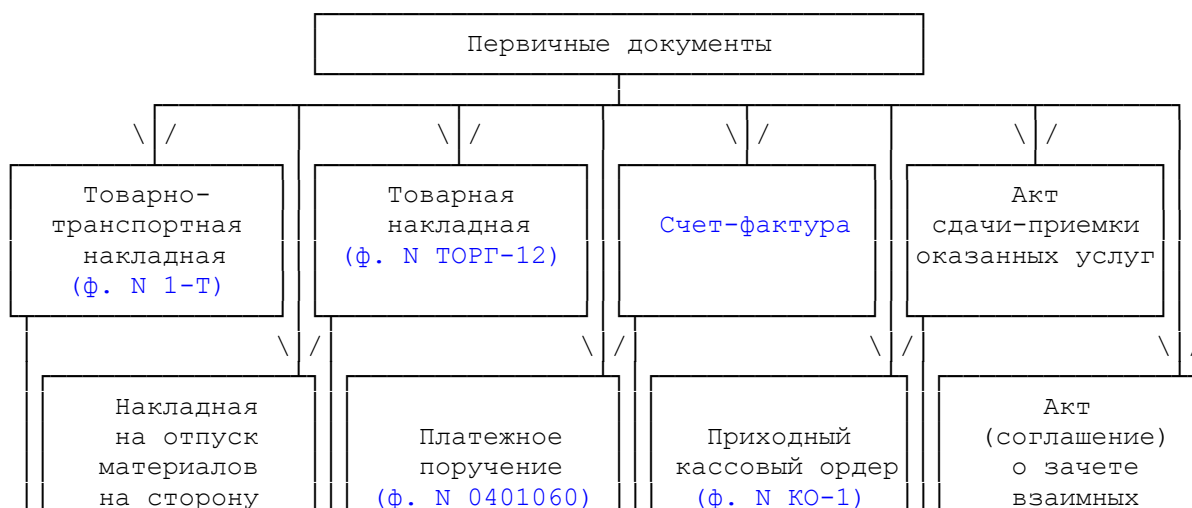 Первичные документы
Товарно-
транспортная
накладная
(ф. N 1-Т)
Товарная
накладная
(ф. N ТОРГ-12)
Счет-фактура
Акт
сдачи-приемки
оказанных услуг
Накладная
на отпуск
материалов
на сторону
Платежное
поручение
(ф. N 0401060)
Приходный
кассовый ордер
(ф. N КО-1)
Акт
(соглашение)
о зачете
взаимных